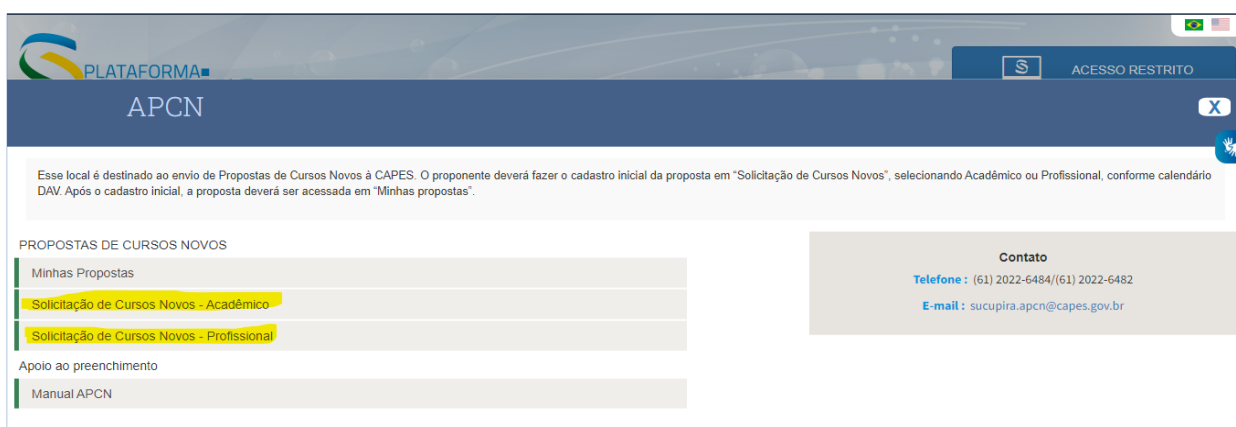 PLATAFORMA
ACESSO RESTRITO
APCN
X
Esse local é destinado ao envio de Propostas de Cursos Novos à CAPES. O proponente deverá fazer o cadastro inicial da proposta em “Solicitação de Cursos Novos”, selecionando Acadêmico ou Profissional, conforme calendário
DAV. Após o cadastro inicial, a proposta deverá ser acessada em “Minhas propostas”.
PROPOSTAS DE CURSOS NOVOS
Minhas Propostas
Solicitação de Cursos Novos - Acadêmico
Solicitação de Cursos Novos - Profissional
Apoio ao preenchimento
Manual APCN
Contato
Telefone : (61) 2022-6484/(61) 2022-6482
E-mail : sucupira.apcn@capes.gov.br